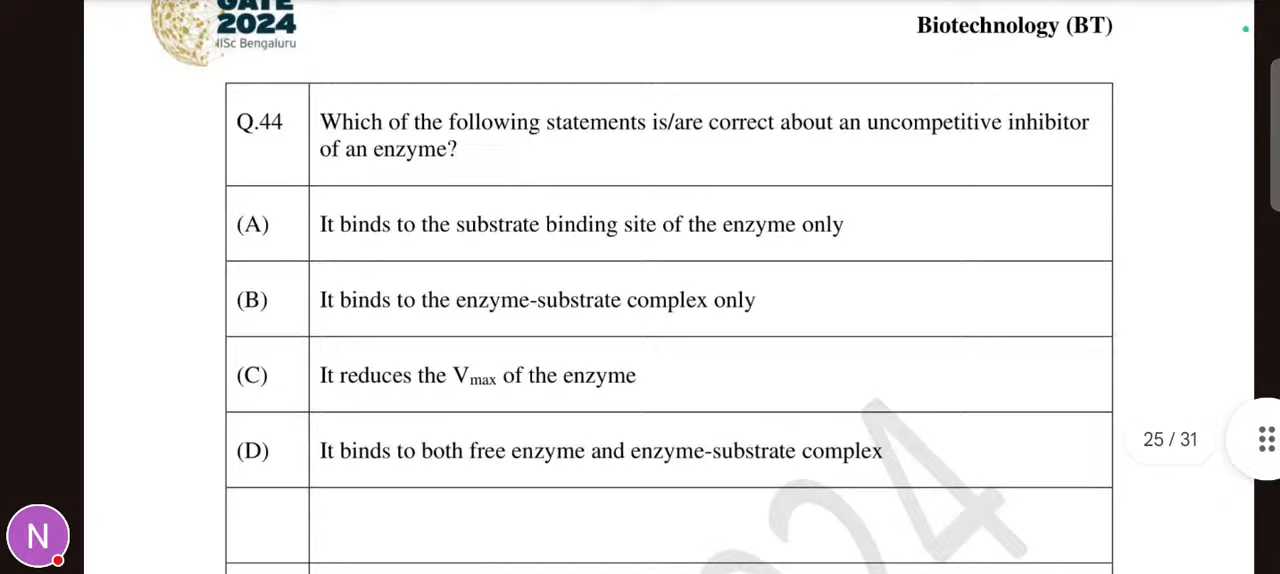 GATE
2024
IISc Bengaluru
Biotechnology (BT)
Q.44 Which of the following statements is/are correct about an uncompetitive inhibitor
of an enzyme?
(A) It binds to the substrate binding site of the enzyme only
(B) It binds to the enzyme-substrate complex only
(C) It reduces the Vmax of the enzyme
(D) It binds to both free enzyme and enzyme-substrate complex
25 / 31
N